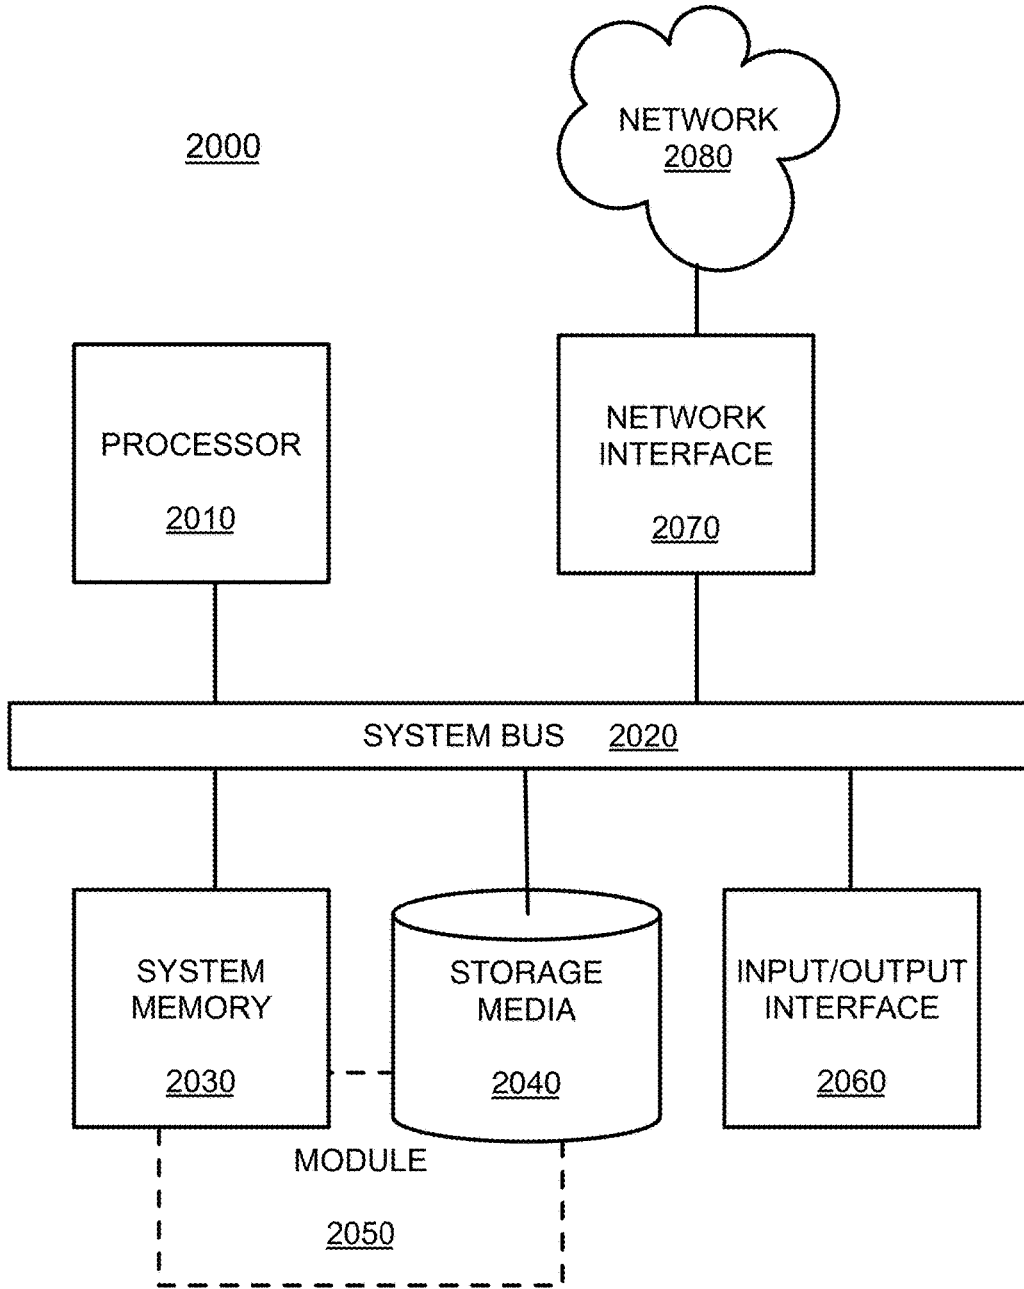 2000
NETWORK
2080
PROCESSOR
2010
NETWORK
INTERFACE
2070
SYSTEM BUS 2020
SYSTEM
MEMORY
2030
STORAGE
MEDIA
2040
INPUT/OUTPUT
INTERFACE
2060
MODULE
2050